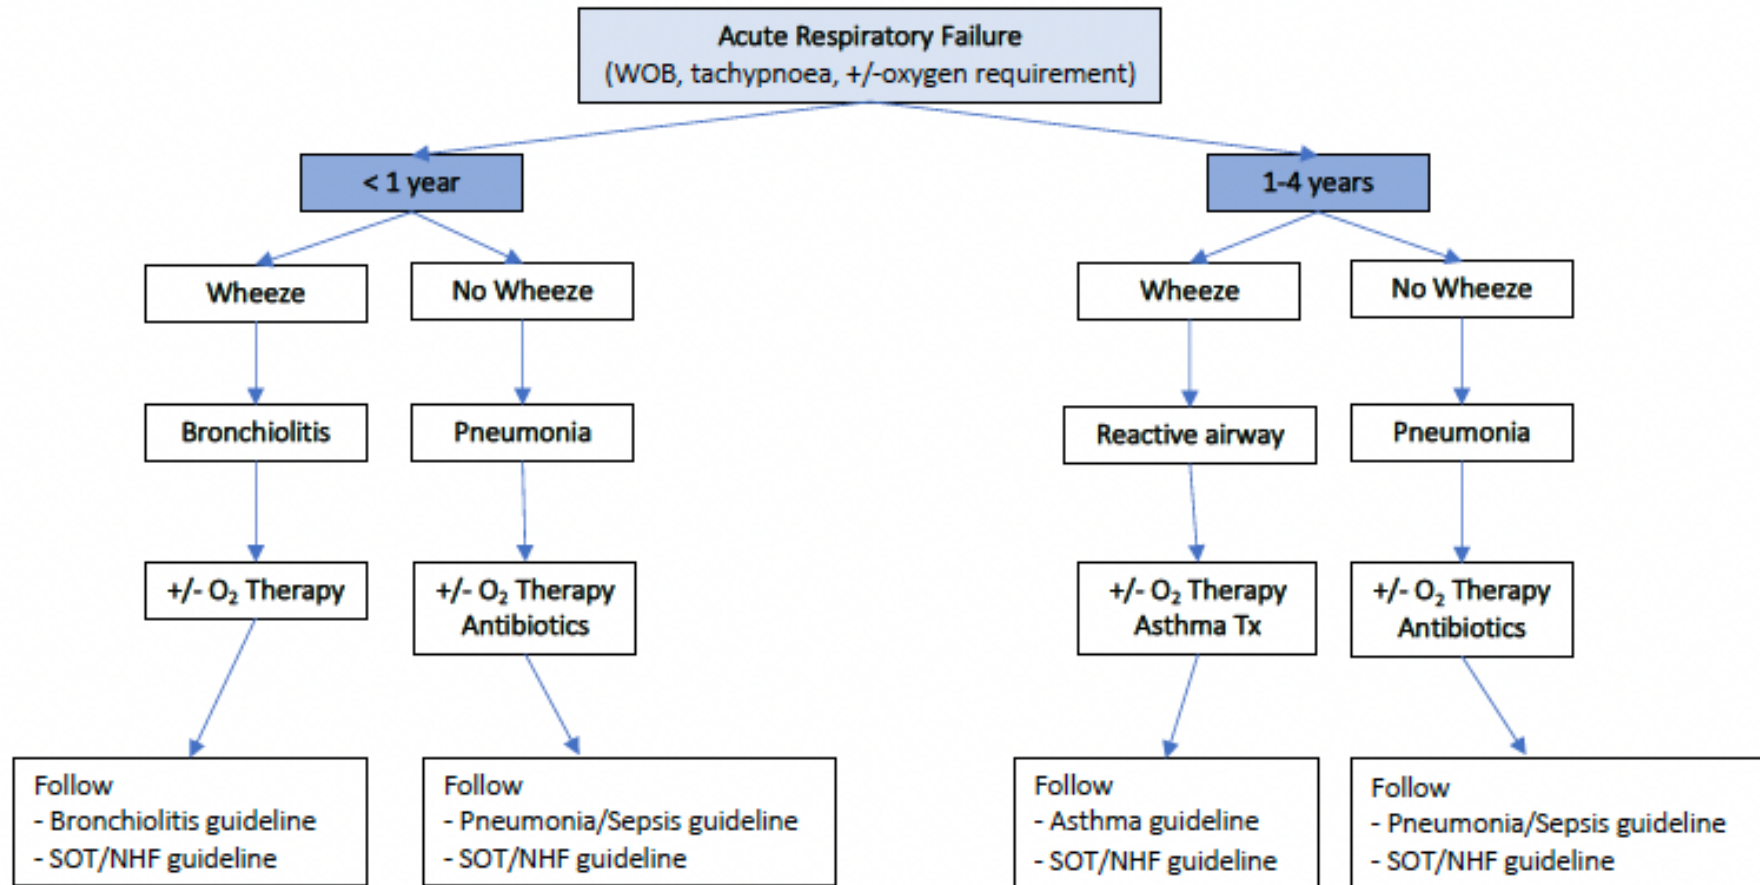 Acute Respiratory Failure
(WOB, tachypnoea, +/-oxygen requirement)
< 1 year
1-4 years
Wheeze
No Wheeze
Wheeze
No Wheeze
Bronchiolitis
Pneumonia
Reactive airway
Pneumonia
+/- O₂ Therapy
+/- O₂ Therapy
Antibiotics
+/- O₂ Therapy
Asthma Tx
+/- O₂ Therapy
Antibiotics
Follow
- Bronchiolitis guideline
- SOT/NHF guideline
Follow
- Pneumonia/Sepsis guideline
- SOT/NHF guideline
Follow
- Asthma guideline
- SOT/NHF guideline
Follow
- Pneumonia/Sepsis guideline
- SOT/NHF guideline